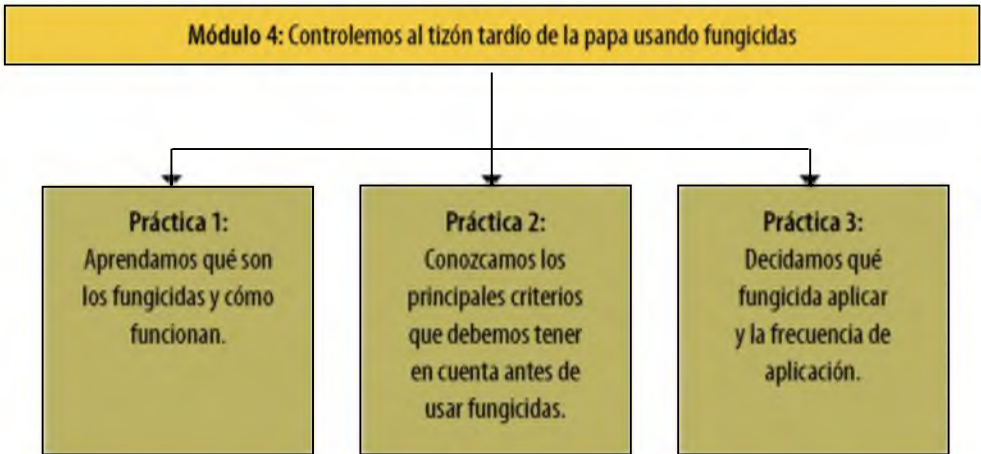 Módulo 4: Controlemos al tizón tardío de la papa usando fungicidas
Práctica 1:
Aprendamos qué son
los fungicidas y cómo
funcionan.
Práctica 2:
Conozcamos los
principales criterios
que debemos tener
en cuenta antes de
usar fungicidas.
Práctica 3:
Decidamos qué
fungicida aplicar
y la frecuencia de
aplicación.